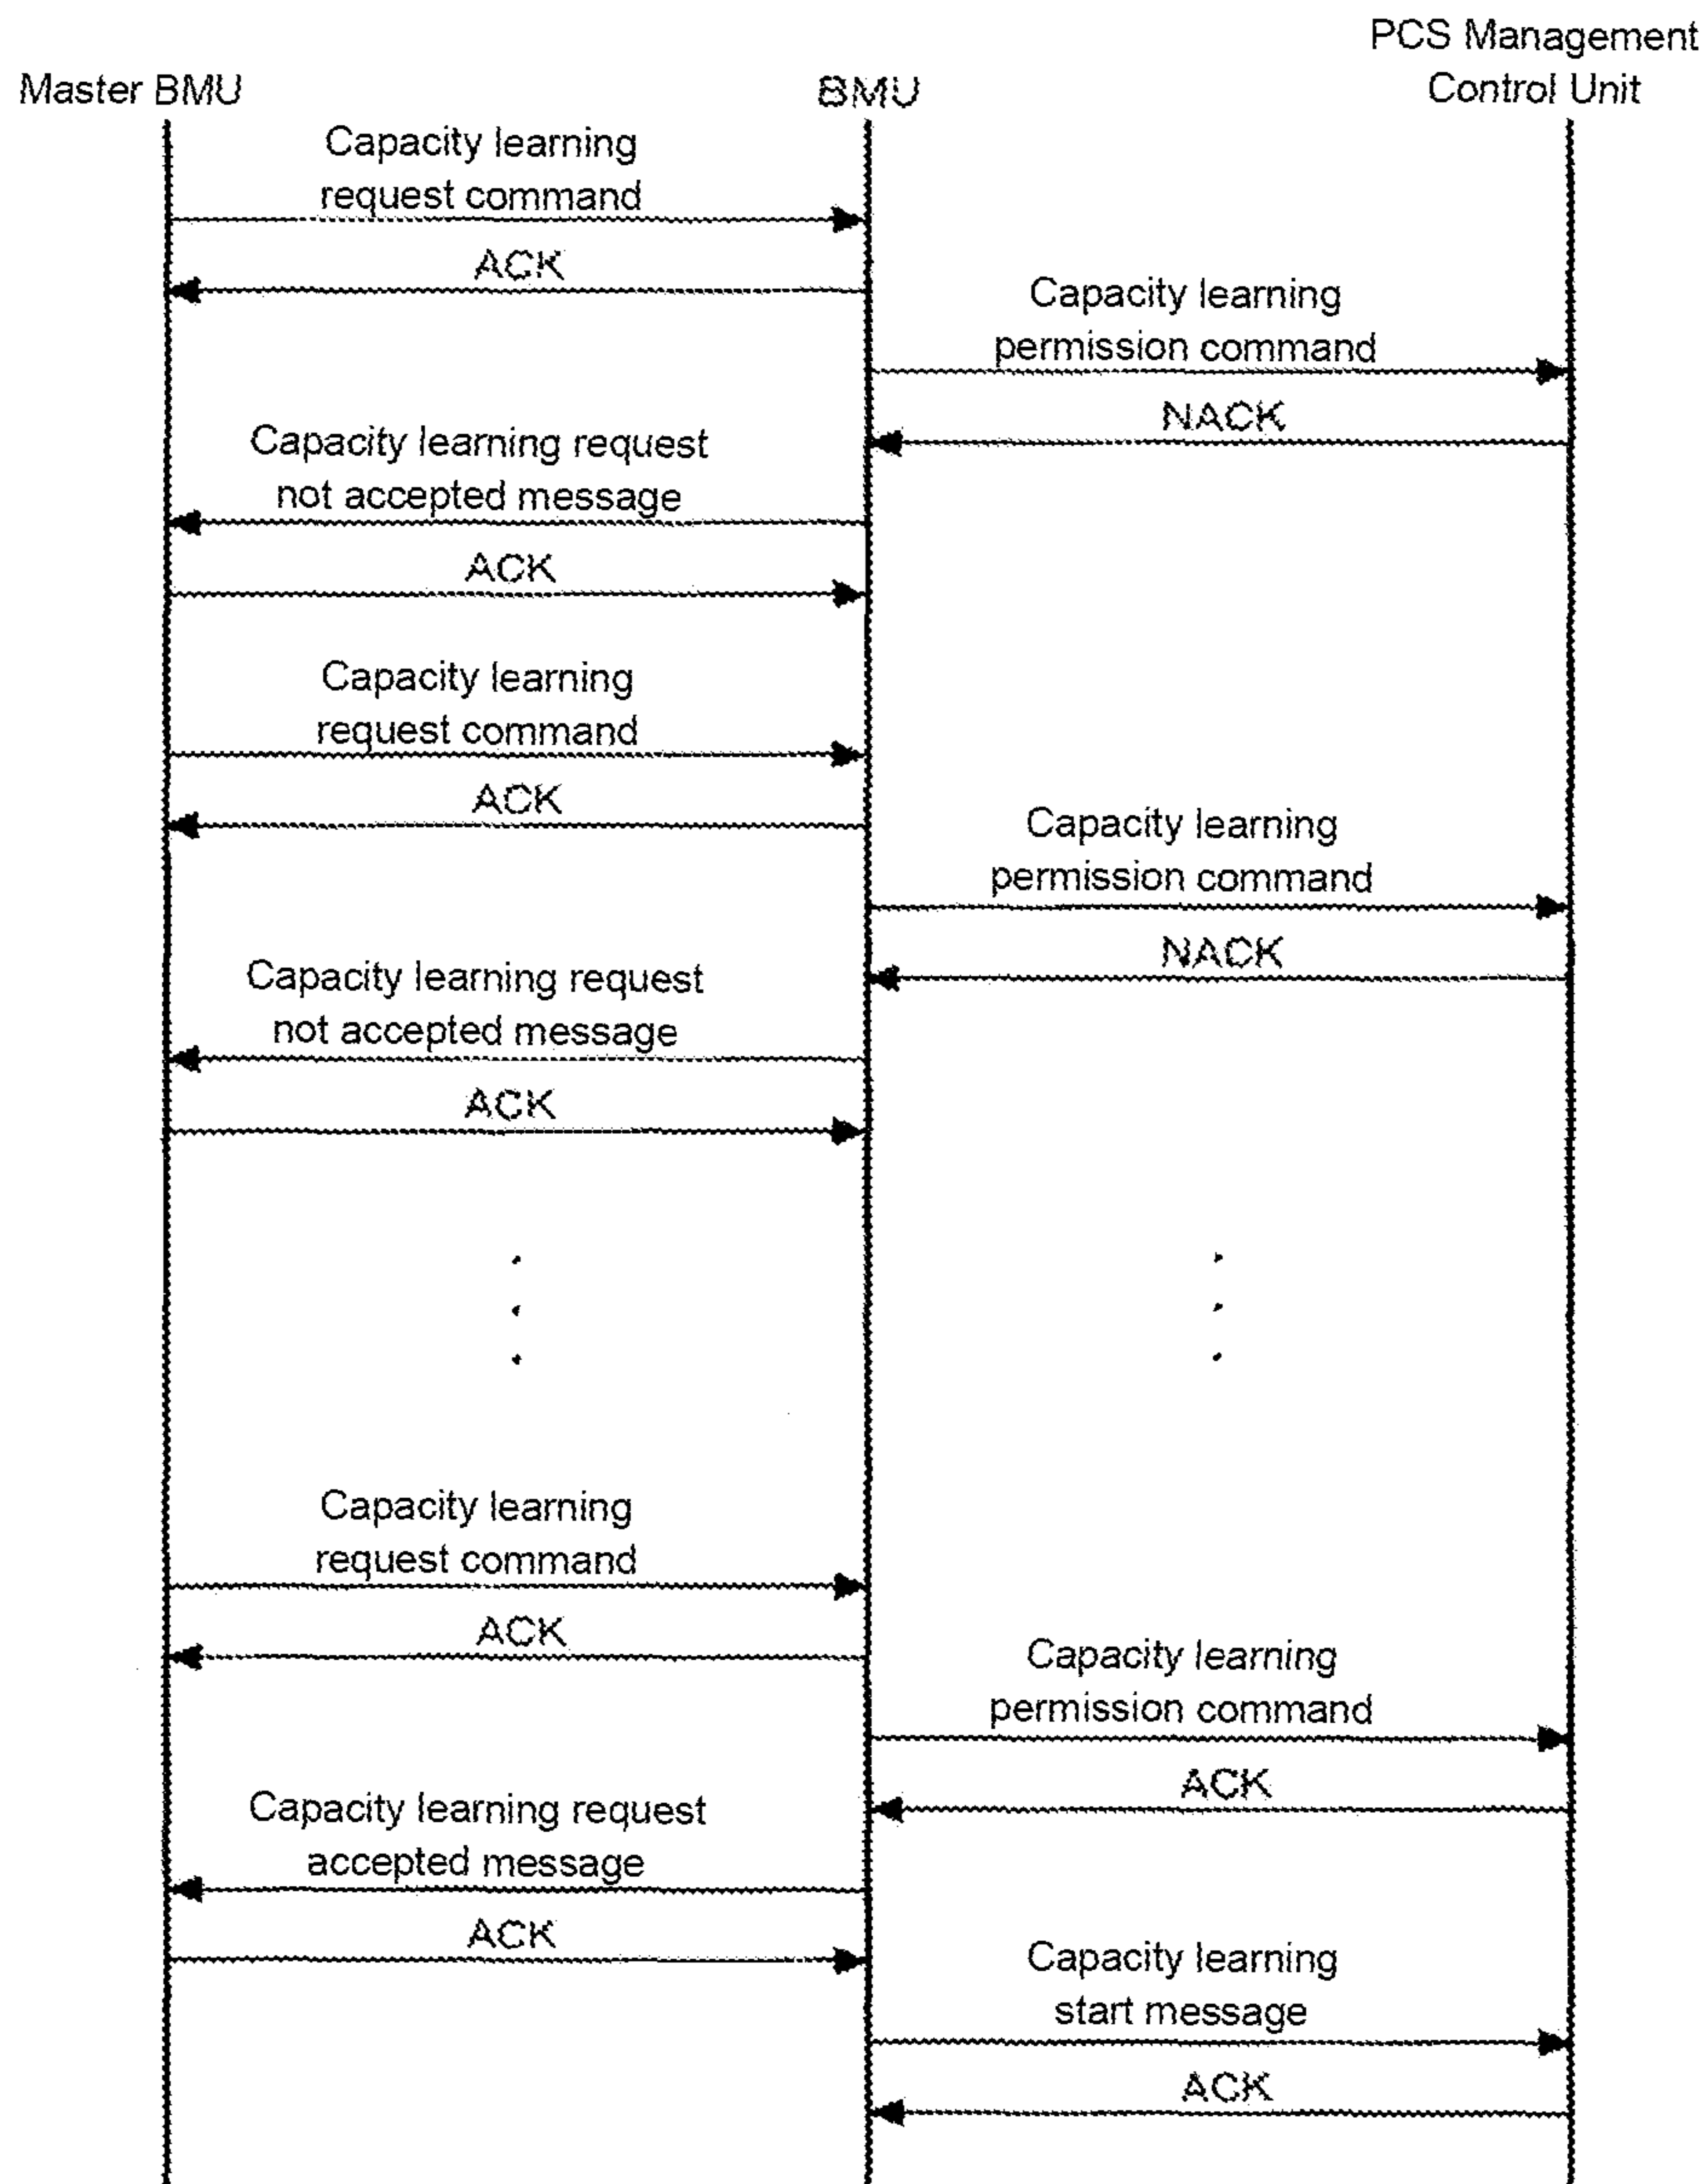 PCS Management
Master BMU
BMU
Control Unit
Capacity learning
request command
ACK
Capacity learning
permission command
NACK
Capacity learning request
not accepted message
ACK
Capacity learning
request command
ACK
Capacity learning
permission command
NACK
Capacity learning request
not accepted message
ACK
Capacity learning
request command
ACK
Capacity learning
permission command
ACK
Capacity learning request
accepted message
ACK
Capacity learning
start message
ACK